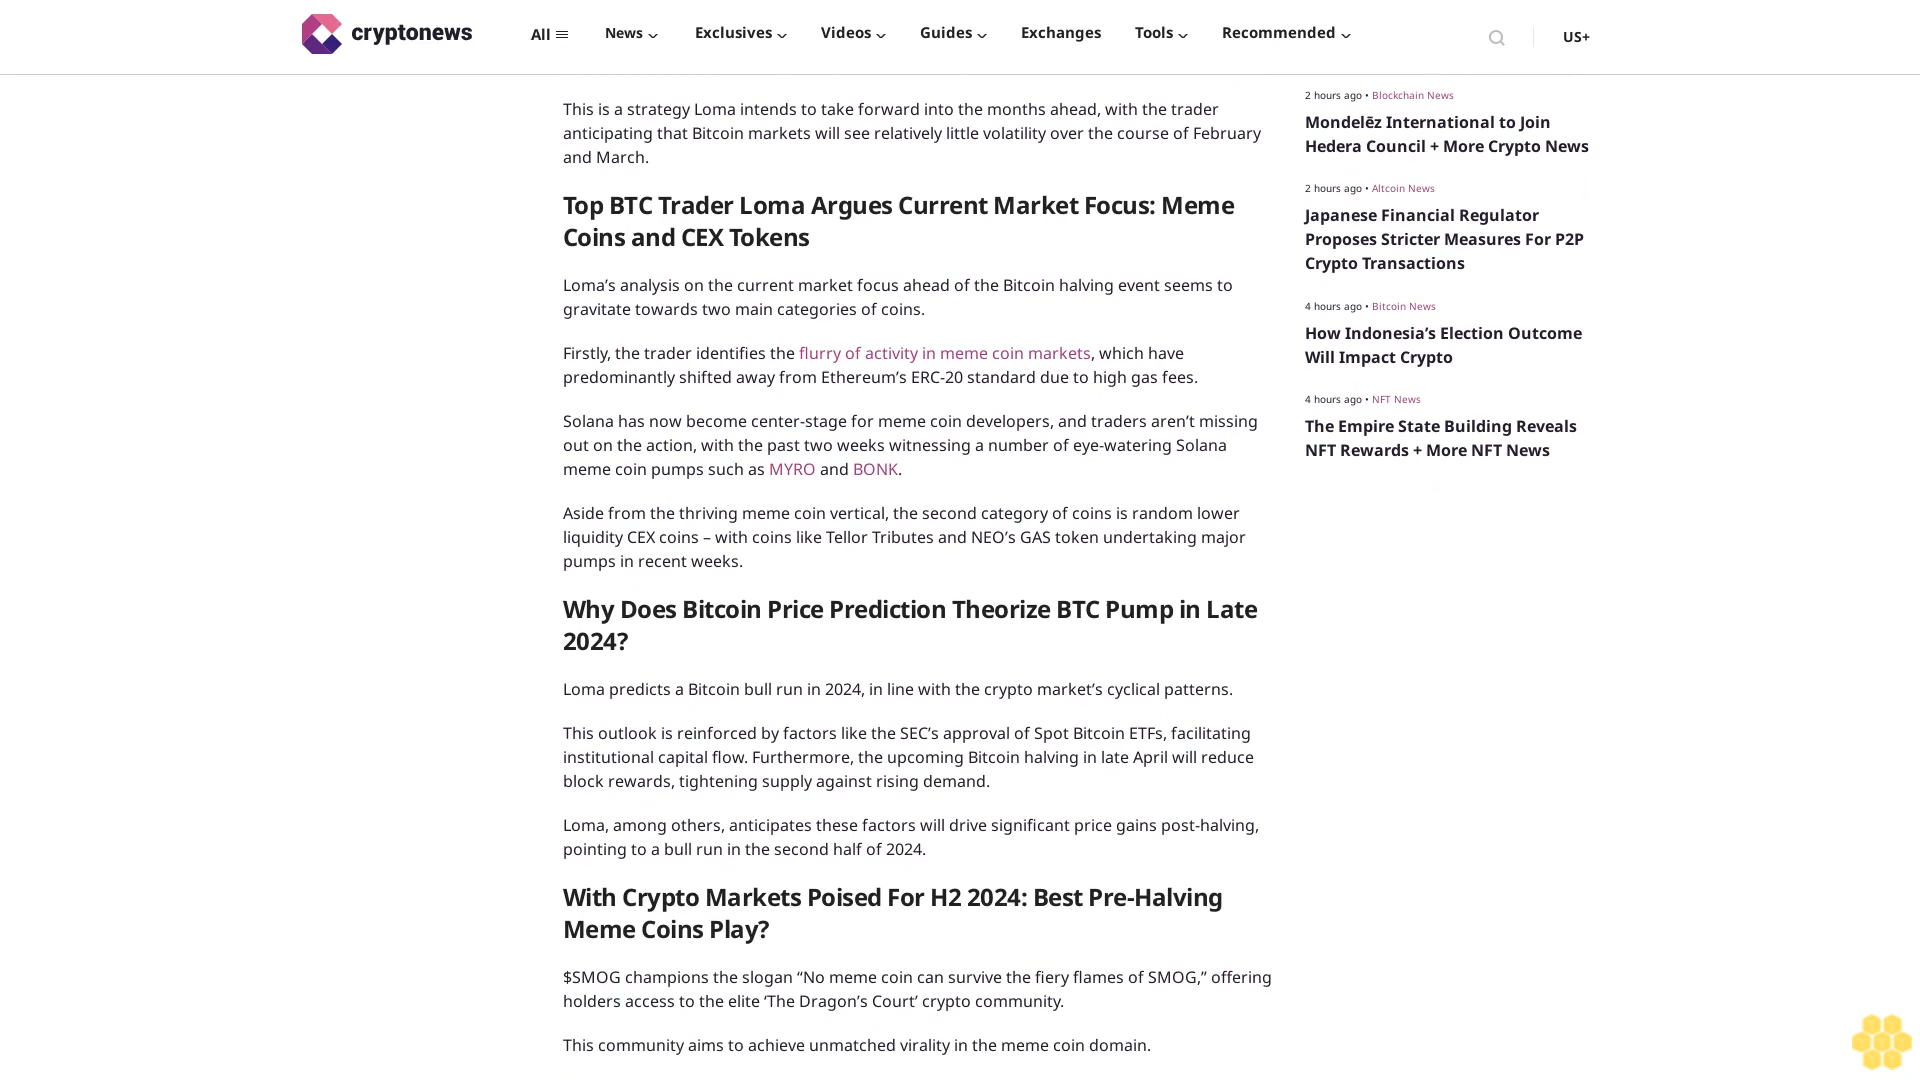 cryptonews
All
News
Exclusives
Videos
Guides
Exchanges
Tools
Recommended
US+
This is a strategy Loma intends to take forward into the months ahead, with the trader
anticipating that Bitcoin markets will see relatively little volatility over the course of February
and March.
Top BTC Trader Loma Argues Current Market Focus: Meme
Coins and CEX Tokens
Loma’s analysis on the current market focus ahead of the Bitcoin halving event seems to
gravitate towards two main categories of coins.
Firstly, the trader identifies the flurry of activity in meme coin markets, which have
predominantly shifted away from Ethereum’s ERC-20 standard due to high gas fees.
Solana has now become center-stage for meme coin developers, and traders aren’t missing
out on the action, with the past two weeks witnessing a number of eye-watering Solana
meme coin pumps such as MYRO and BONK.
Aside from the thriving meme coin vertical, the second category of coins is random lower
liquidity CEX coins – with coins like Tellor Tributes and NEO’s GAS token undertaking major
pumps in recent weeks.
Why Does Bitcoin Price Prediction Theorize BTC Pump in Late
2024?
Loma predicts a Bitcoin bull run in 2024, in line with the crypto market’s cyclical patterns.
This outlook is reinforced by factors like the SEC’s approval of Spot Bitcoin ETFs, facilitating
institutional capital flow. Furthermore, the upcoming Bitcoin halving in late April will reduce
block rewards, tightening supply against rising demand.
Loma, among others, anticipates these factors will drive significant price gains post-halving,
pointing to a bull run in the second half of 2024.
With Crypto Markets Poised For H2 2024: Best Pre-Halving
Meme Coins Play?
$SMOG champions the slogan “No meme coin can survive the fiery flames of SMOG,” offering
holders access to the elite ‘The Dragon’s Court’ crypto community.
This community aims to achieve unmatched virality in the meme coin domain.
2 hours ago • Blockchain News
Mondelēz International to Join
Hedera Council + More Crypto News
2 hours ago • Altcoin News
Japanese Financial Regulator
Proposes Stricter Measures For P2P
Crypto Transactions
4 hours ago • Bitcoin News
How Indonesia’s Election Outcome
Will Impact Crypto
4 hours ago • NFT News
The Empire State Building Reveals
NFT Rewards + More NFT News